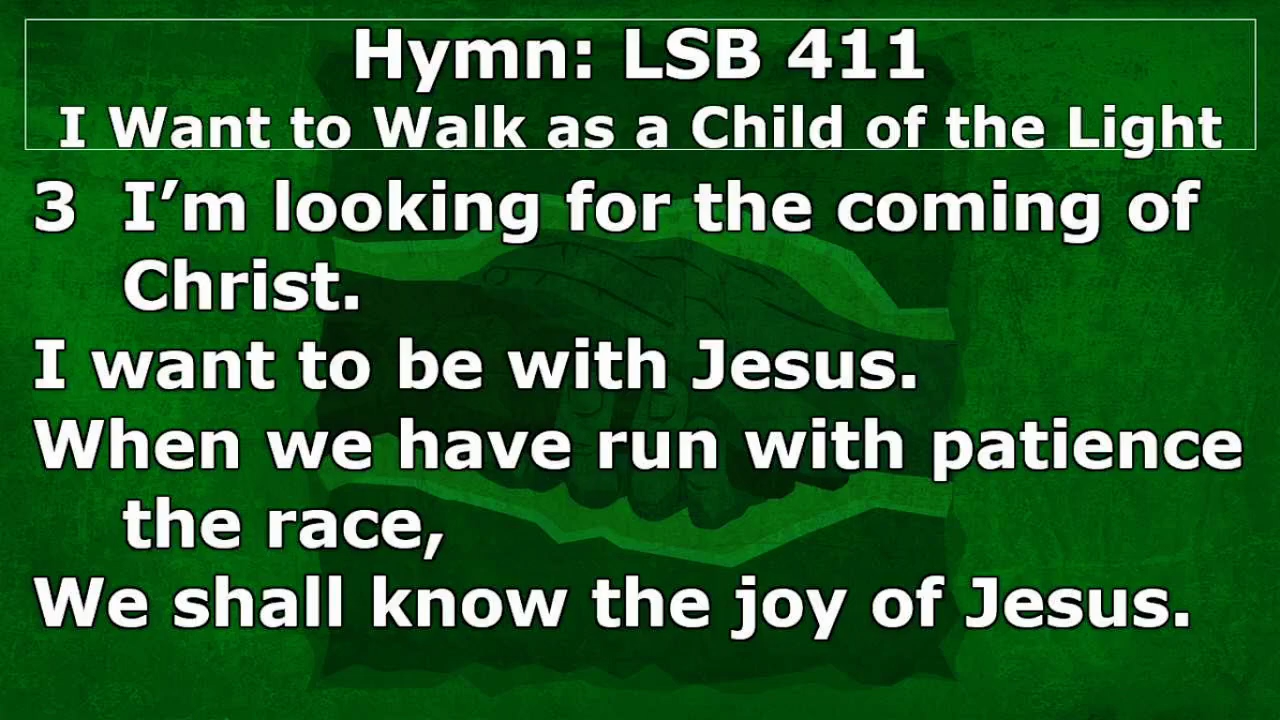 Hymn: LSB 411
I Want to Walk as a Child of the Light
3 I’m looking for the coming of
Christ.
I want to be with Jesus.
When we have run with patience
the race,
We shall know the joy of Jesus.